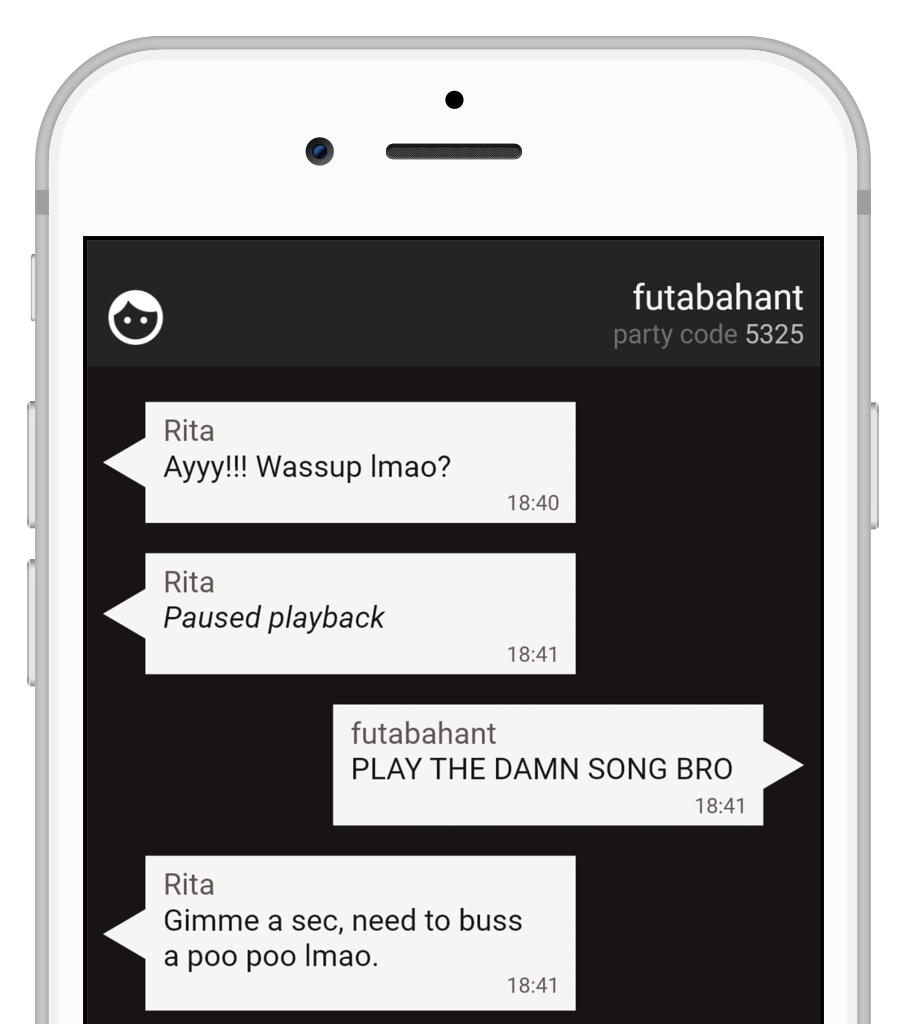 futabahant
party code 5325
Rita
Ayyy!!! Wassup lmao?
18:40
Rita
Paused playback
18:41
futabahant
PLAY THE DAMN SONG BRO
18:41
Rita
Gimme a sec, need to buss
a poo poo lmao.
18:41